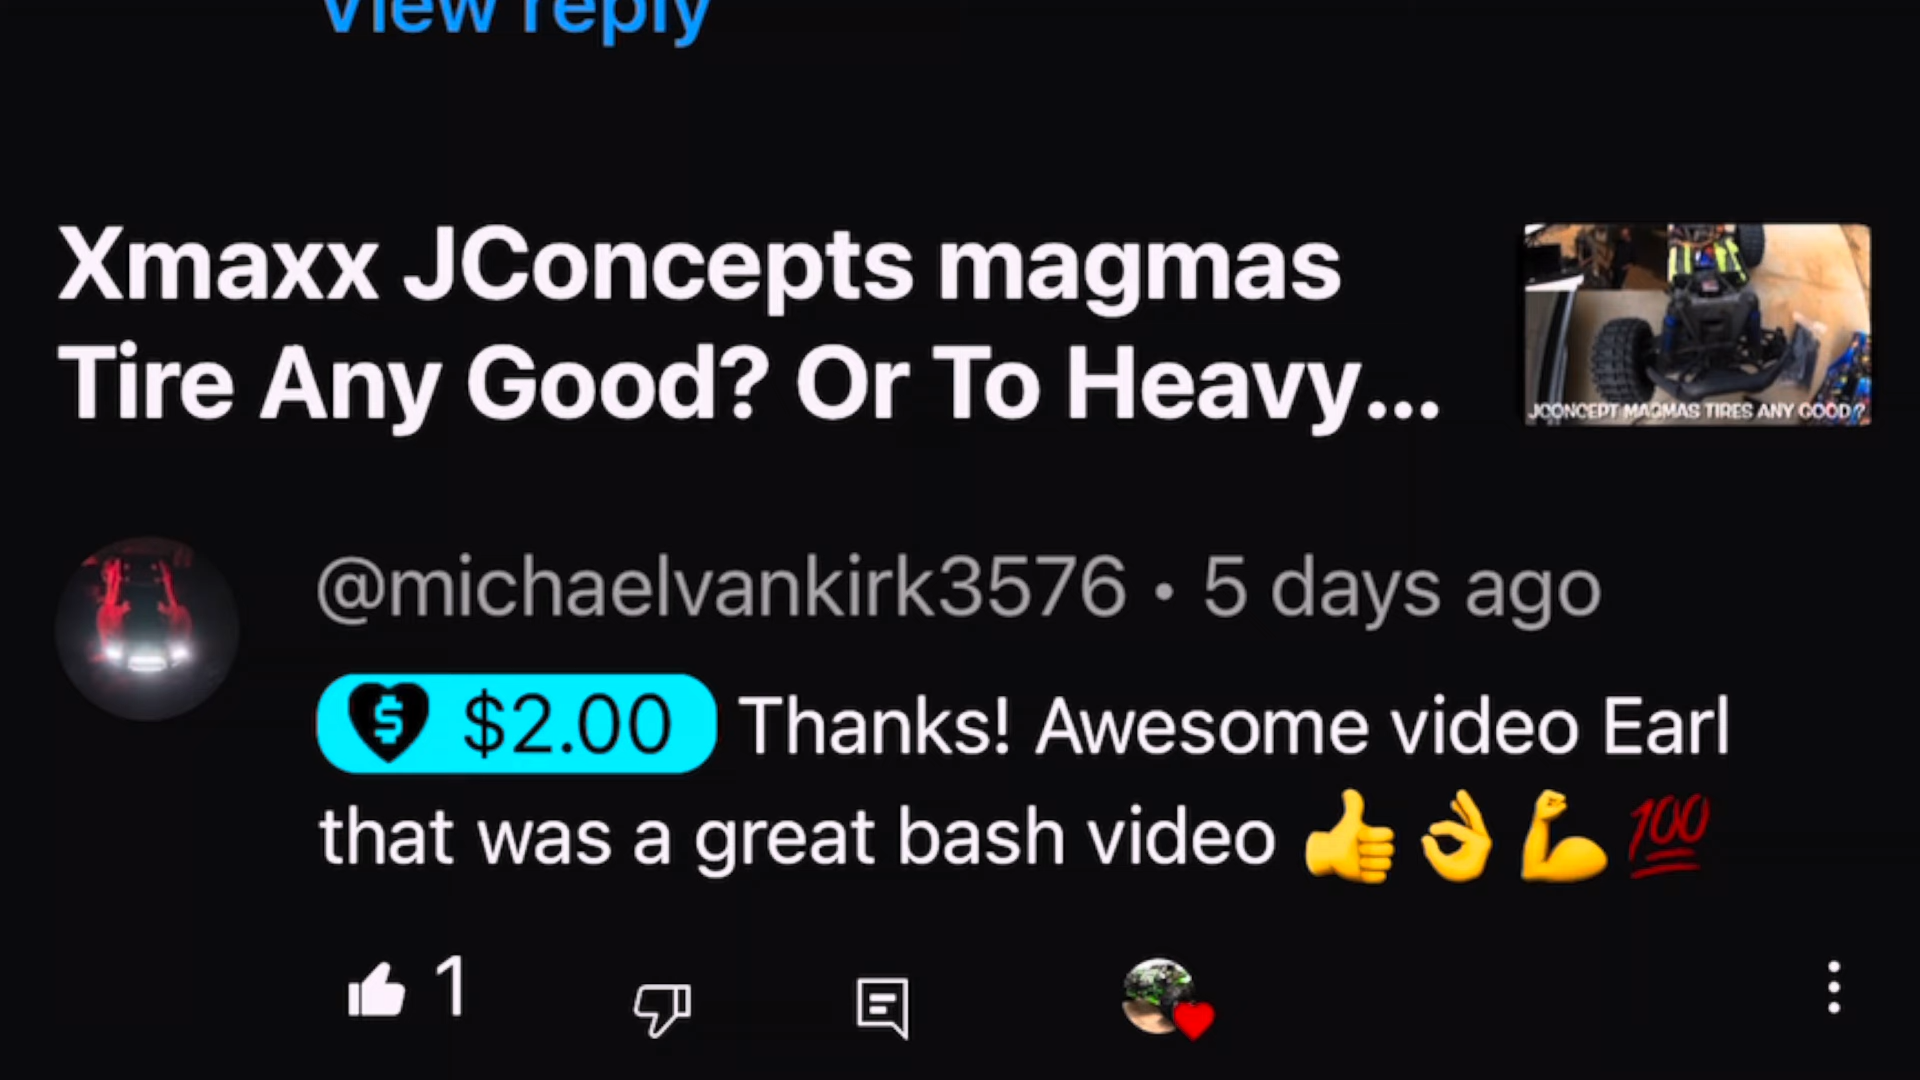 View reply
Xmaxx JConcepts magmas
Tire Any Good? Or To Heavy...
JCONCEPT MAGMAS TIRES ANY GOOD?
@michaelvankirk3576 • 5 days ago
$2.00 Thanks! Awesome video Earl
that was a great bash video 👍👌💪💯
1